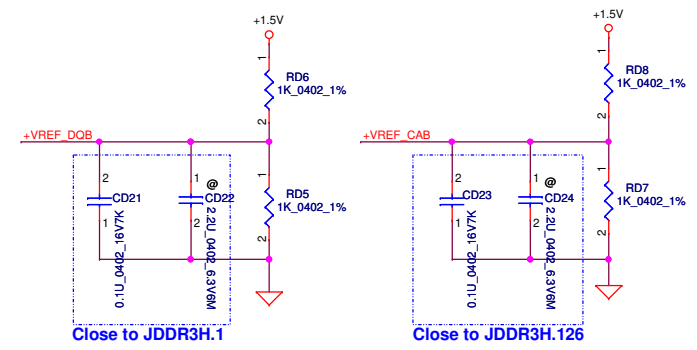 +1.5V
1
RD6
1K_0402_1%
2
+VREF_DQB
2
CD21
1
0.1U_0402_16V7K
1
@
CD22
2
2.2U_0402_6.3V6M
1
RD5
1K_0402_1%
2
Close to JDDR3H.1
+1.5V
1
RD8
1K_0402_1%
2
+VREF_CAB
2
CD23
1
0.1U_0402_16V7K
1
@
CD24
2
2.2U_0402_6.3V6M
1
RD7
1K_0402_1%
2
Close to JDDR3H.126